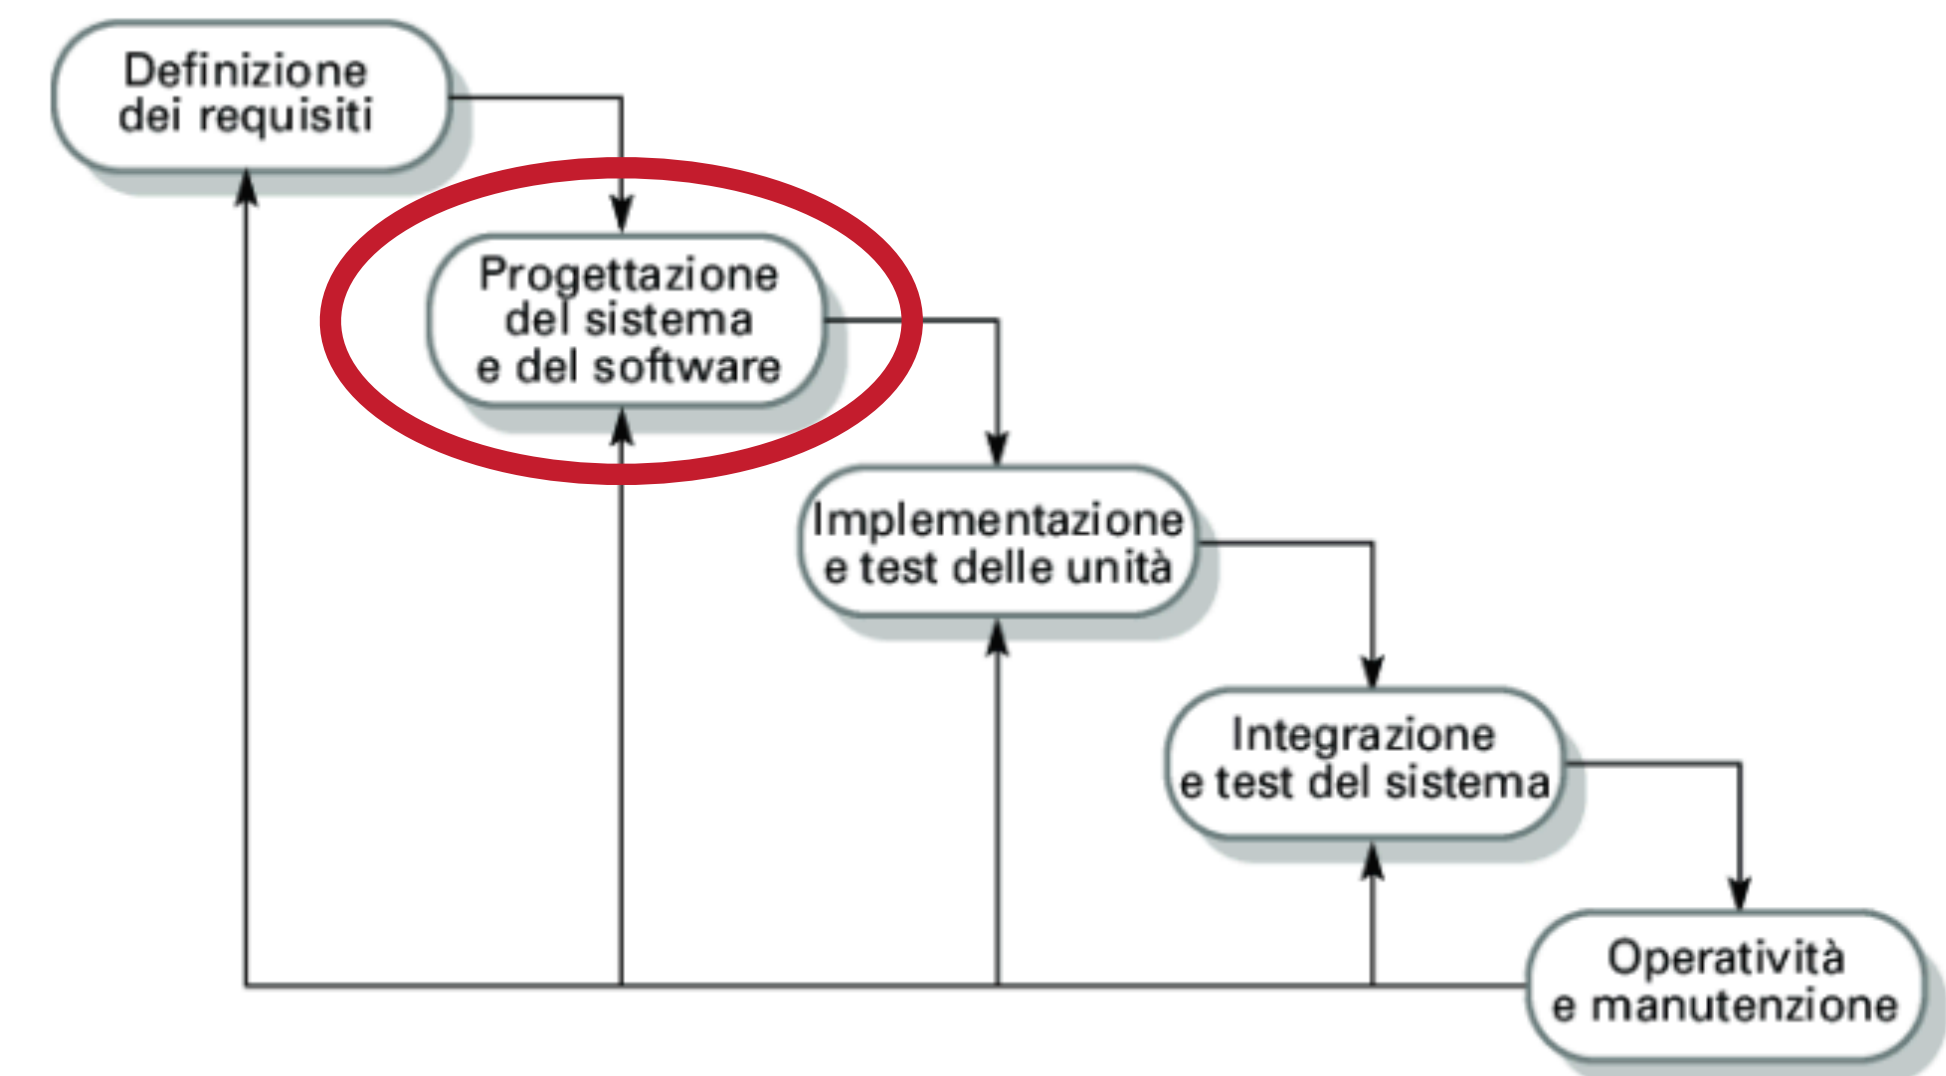 Definizione
dei requisiti
Progettazione
del sistema
e del software
Implementazione
e test delle unità
Integrazione
e test del sistema
Operatività
e manutenzione